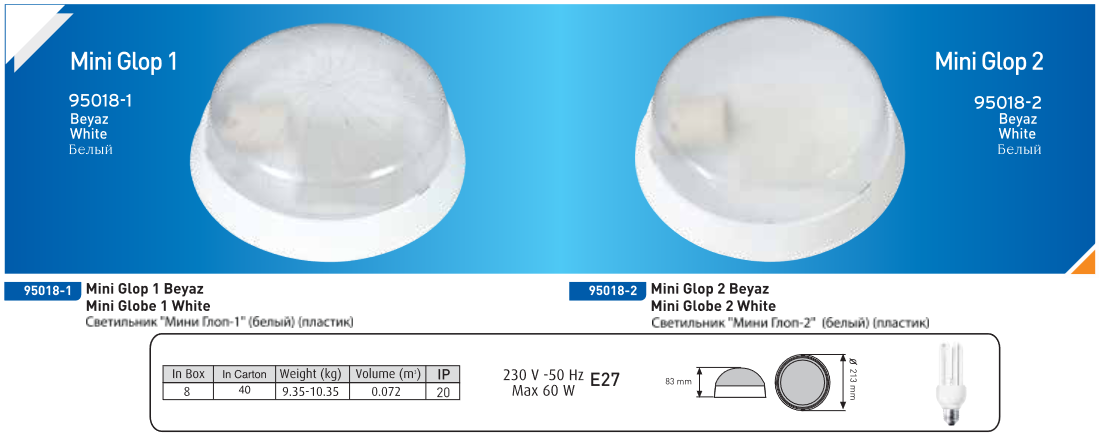 Mini Glop 1
95018-1
Beyaz
White
Белый
Mini Glop 2
95018-2
Beyaz
White
Белый
95018-1 Mini Glop 1 Beyaz
Mini Globe 1 White
Светильник "Мини Глоп-1" (белый) (пластик)
95018-2 Mini Glop 2 Beyaz
Mini Globe 2 White
Светильник "Мини Глоп-2" (белый) (пластик)
In Box In Carton Weight (kg) Volume (m³) IP
8 40 9.35-10.35 0.072 20
230 V -50 Hz E27
Max 60 W
83 mm
Ø 213 mm